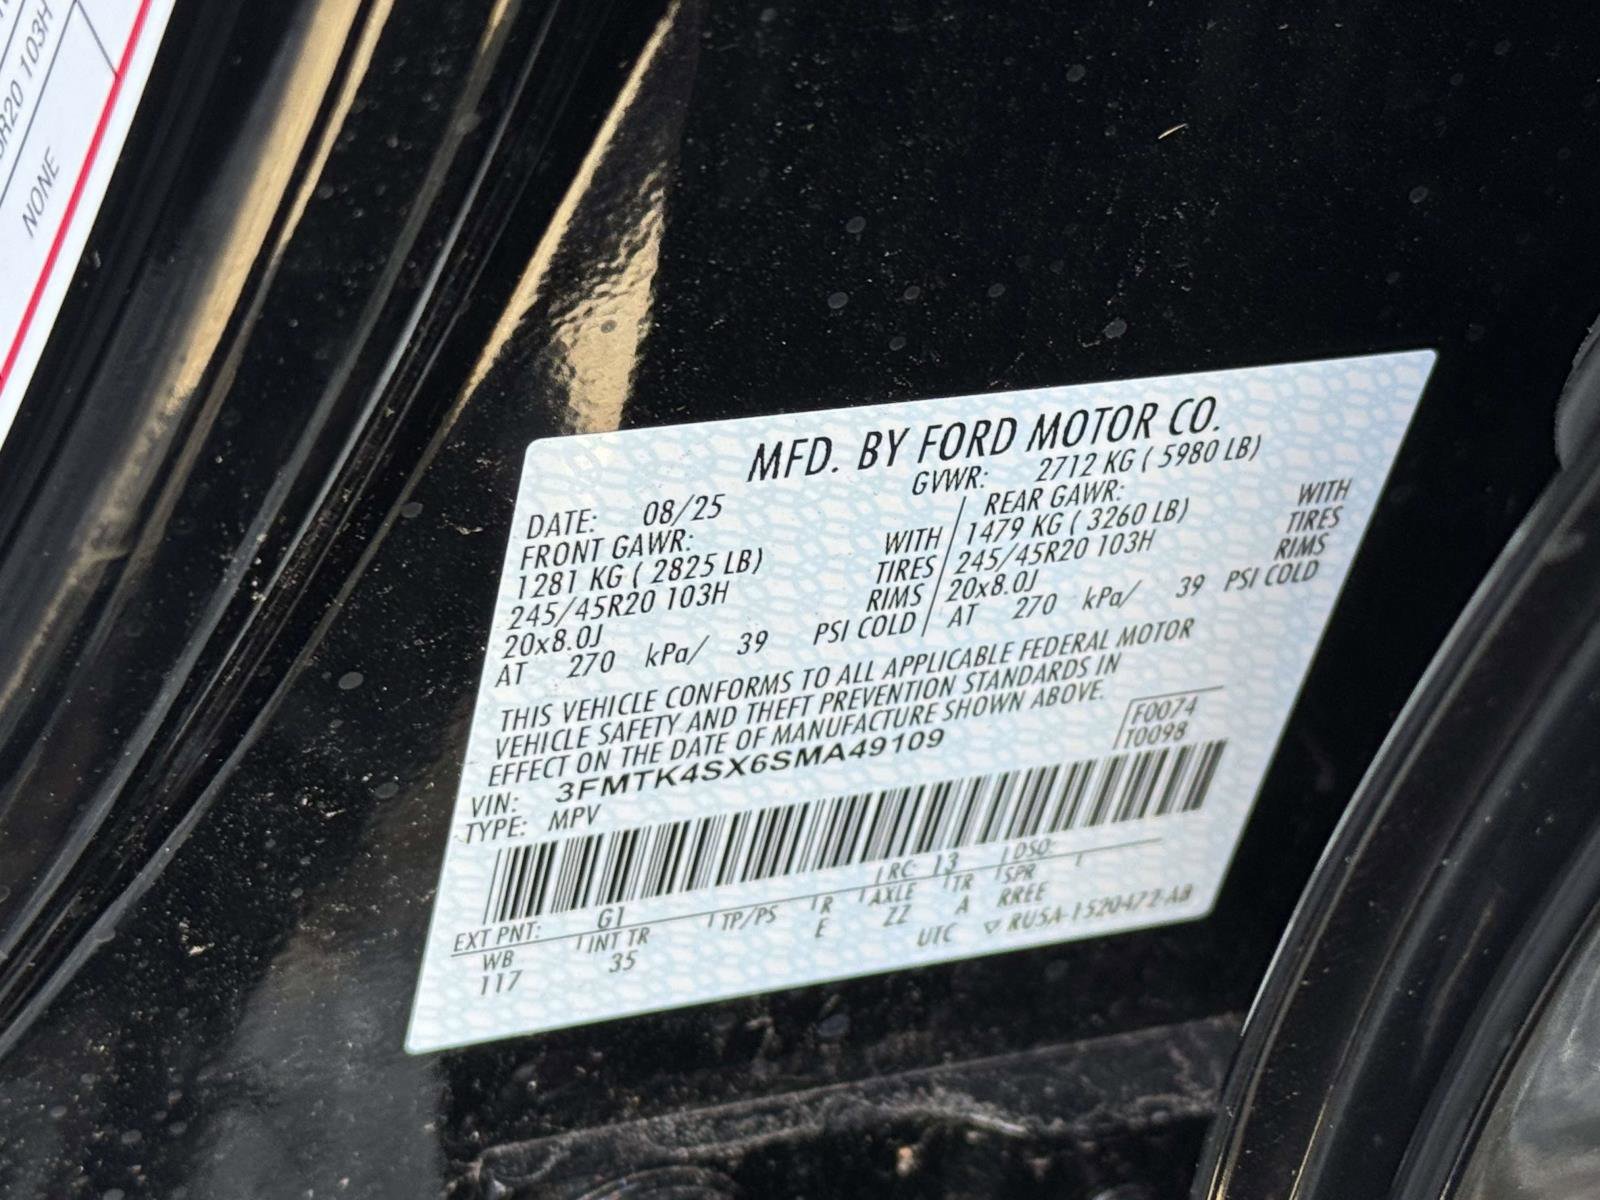 R20 103H
NONE
MFD. BY FORD MOTOR CO.
DATE: 08/25 GVWR: 2712 KG ( 5980 LB)
FRONT GAWR: REAR GAWR:
1281 KG ( 2825 LB) WITH 1479 KG ( 3260 LB) WITH
245/45R20 103H TIRES 245/45R20 103H TIRES
20x8.0J RIMS 20x8.0J RIMS
AT 270 kPa/ 39 PSI COLD AT 270 kPa/ 39 PSI COLD
THIS VEHICLE CONFORMS TO ALL APPLICABLE FEDERAL MOTOR
VEHICLE SAFETY AND THEFT PREVENTION STANDARDS IN
EFFECT ON THE DATE OF MANUFACTURE SHOWN ABOVE.
F0074
T0098
VIN: 3FMTK4SX6SMA49109
TYPE: MPV
EXT PNT: G1 RC: 13 DSO:
WB INT TR TP/PS R AXLE TR SPR
117 35 E ZZ A RREE
UTC ▽ RU5A-1520472-AB